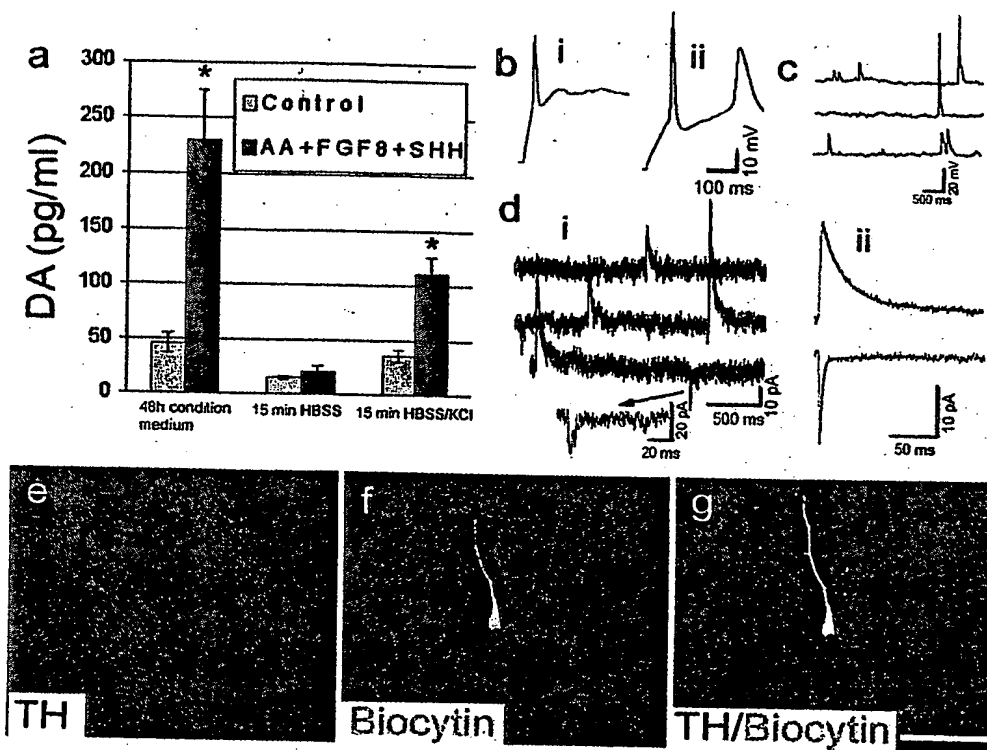 a
DA (pg/ml)
300
250
200
150
100
50
0
*
*
Control
AA+FGF8+SHH
48h condition
medium
15 min HBSS
15 min HBSS/KCl
b
i
ii
10 mV
100 ms
c
20 mV
500 ms
d
i
ii
10 pA
500 ms
20 pA
20 ms
10 pA
50 ms
e
TH
f
Biocytin
g
TH/Biocytin